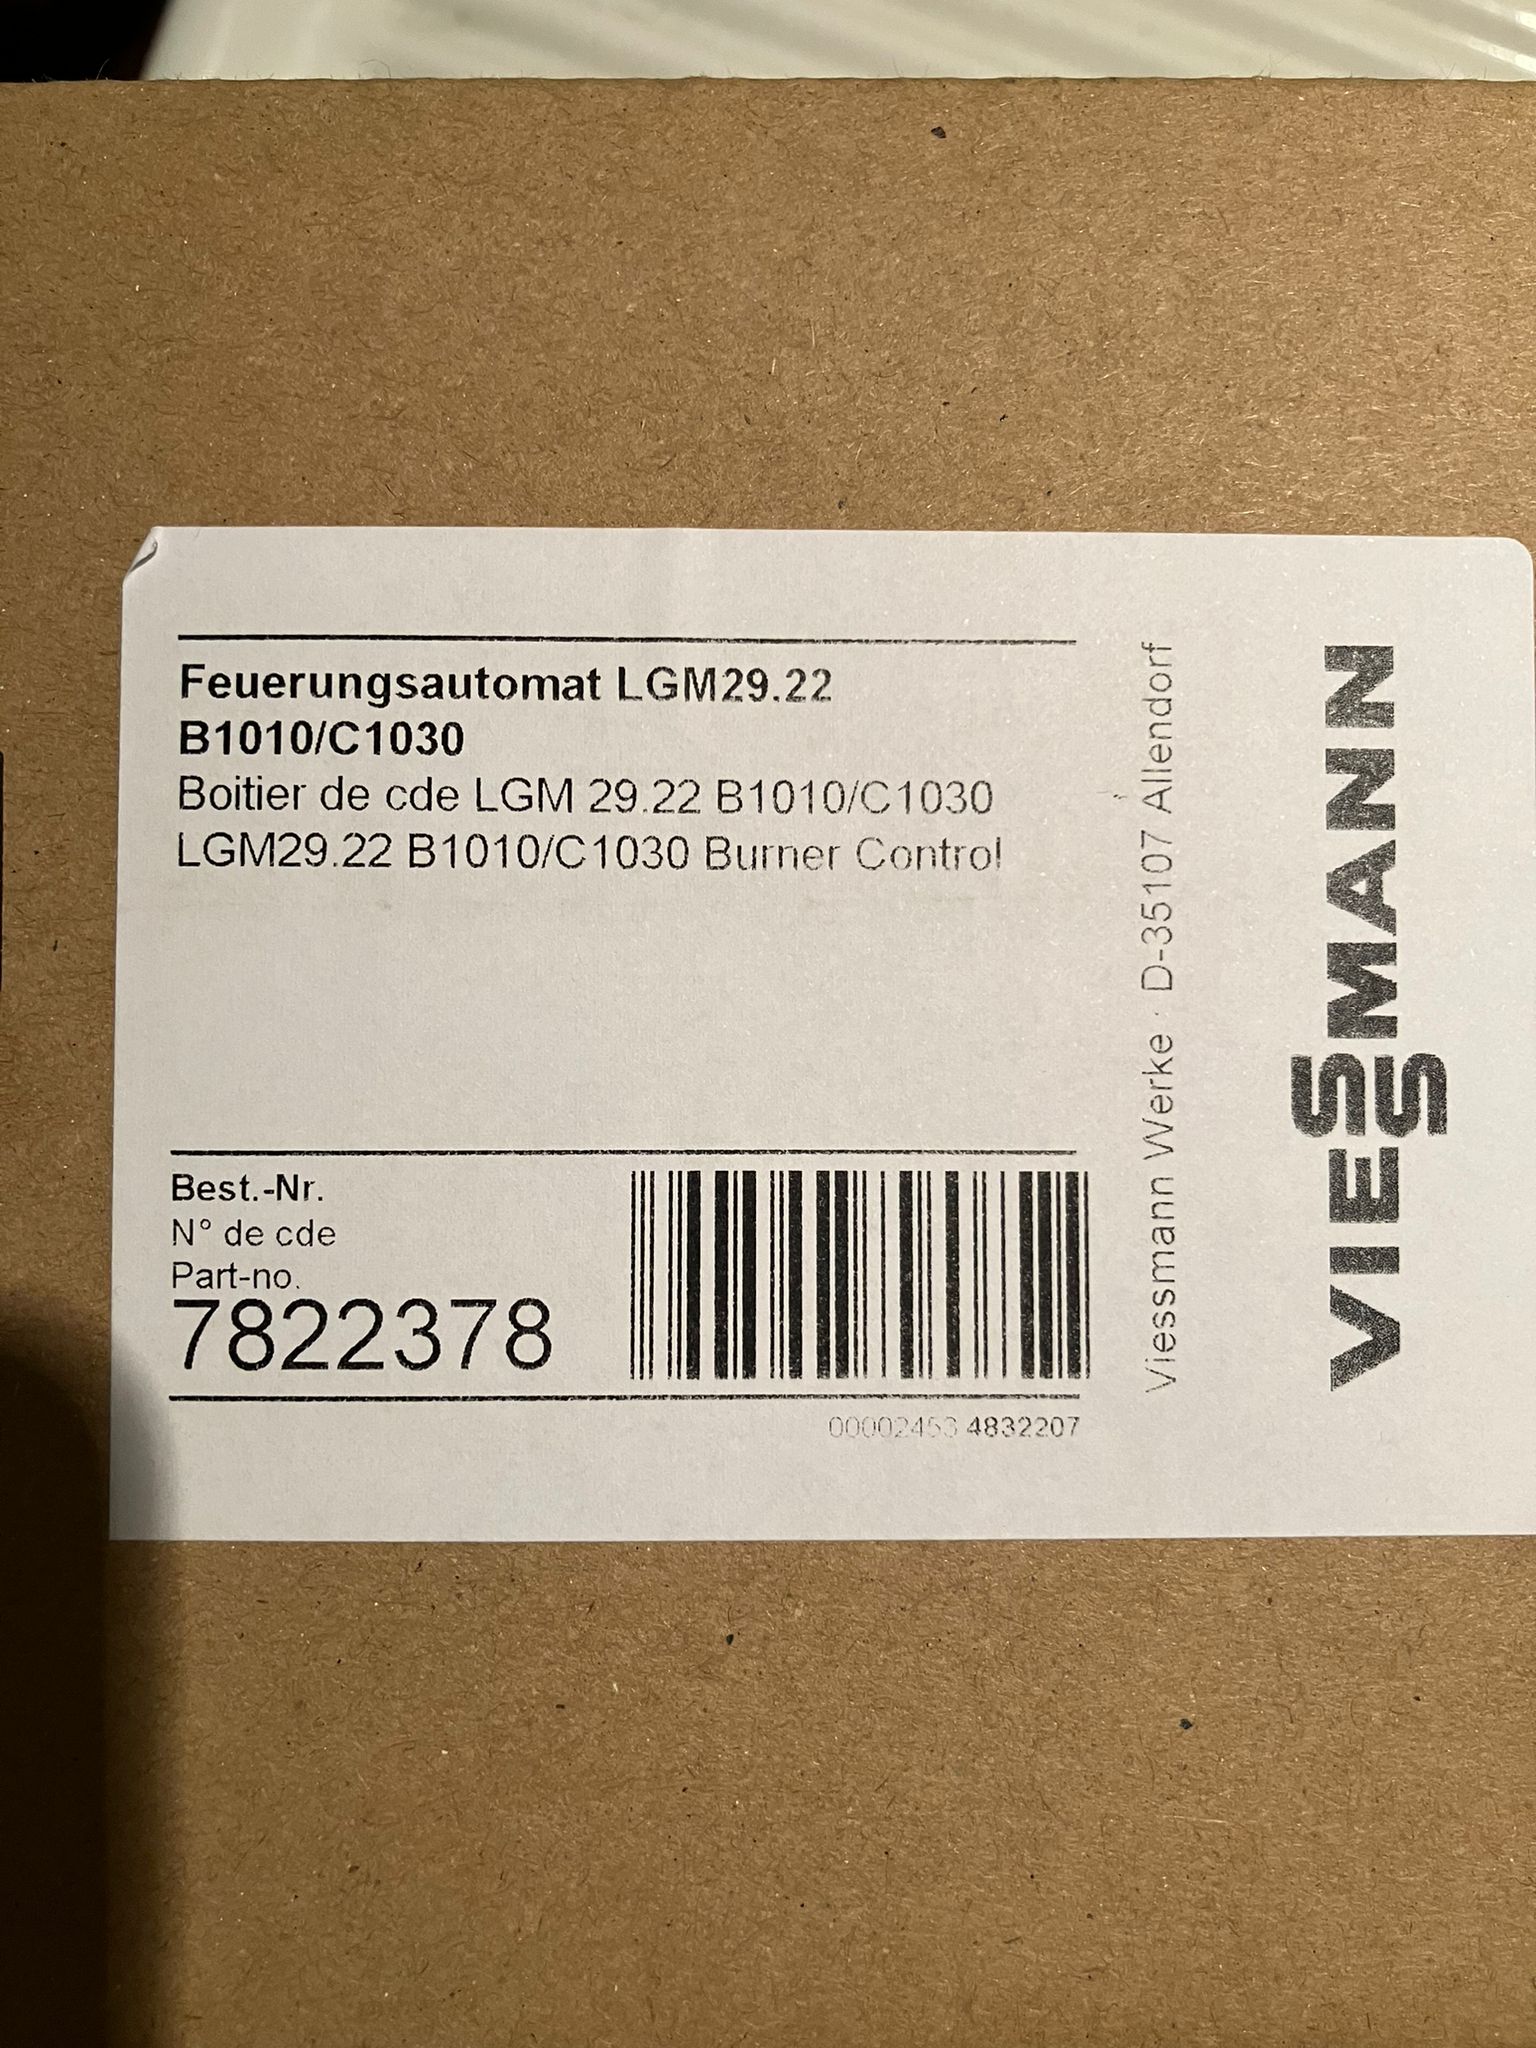 Feuerungsautomat LGM29.22
B1010/C1030
Boitier de cde LGM 29.22 B1010/C1030
LGM29.22 B1010/C1030 Burner Control
Best.-Nr.
N° de cde
Part-no.
7822378
00002453 4832207
Viessmann Werke · D-35107 Allendorf
VIESSMANN